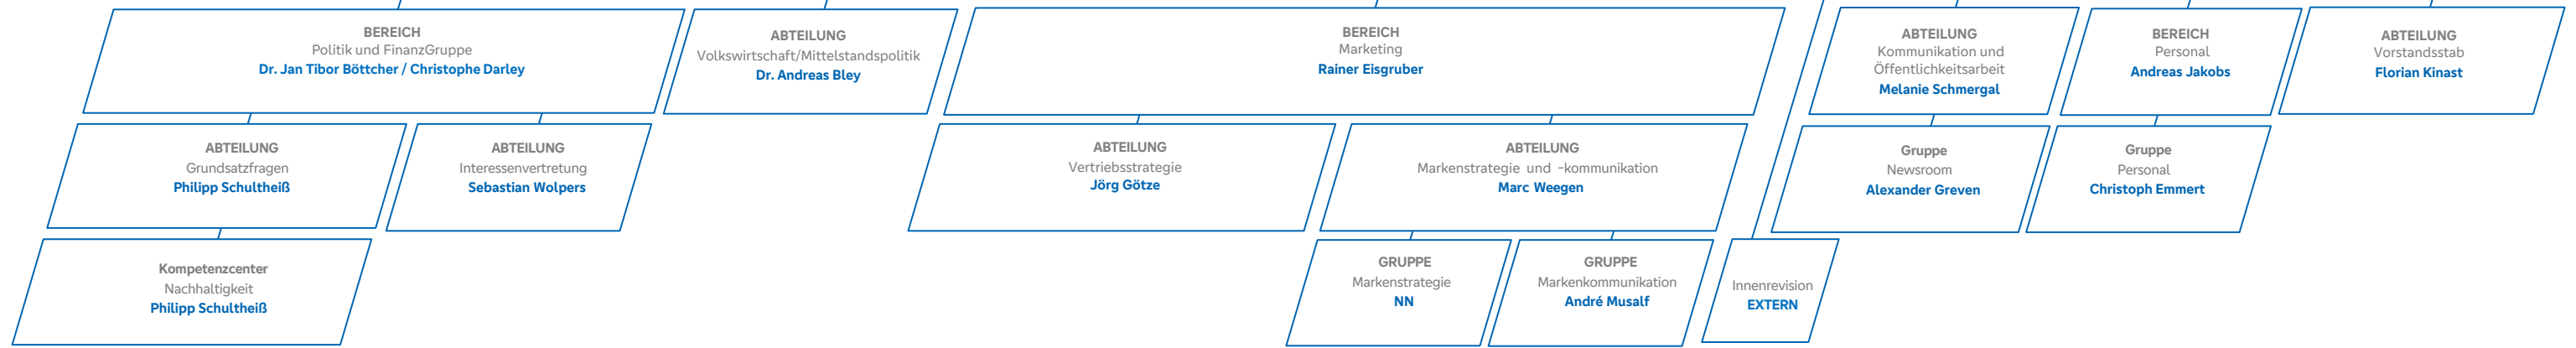 BEREICH
Politik und FinanzGruppe
Dr. Jan Tibor Böttcher / Christophe Darley
ABTEILUNG
Volkswirtschaft/Mittelstandspolitik
Dr. Andreas Bley
BEREICH
Marketing
Rainer Eisgruber
ABTEILUNG
Kommunikation und
Öffentlichkeitsarbeit
Melanie Schmergal
BEREICH
Personal
Andreas Jakobs
ABTEILUNG
Vorstandsstab
Florian Kinast
ABTEILUNG
Grundsatzfragen
Philipp Schultheiß
ABTEILUNG
Interessenvertretung
Sebastian Wolpers
ABTEILUNG
Vertriebsstrategie
Jörg Götze
ABTEILUNG
Markenstrategie und -kommunikation
Marc Weegen
Gruppe
Newsroom
Alexander Greven
Gruppe
Personal
Christoph Emmert
Kompetenzcenter
Nachhaltigkeit
Philipp Schultheiß
GRUPPE
Markenstrategie
NN
GRUPPE
Markenkommunikation
André Musalf
Innenrevision
EXTERN